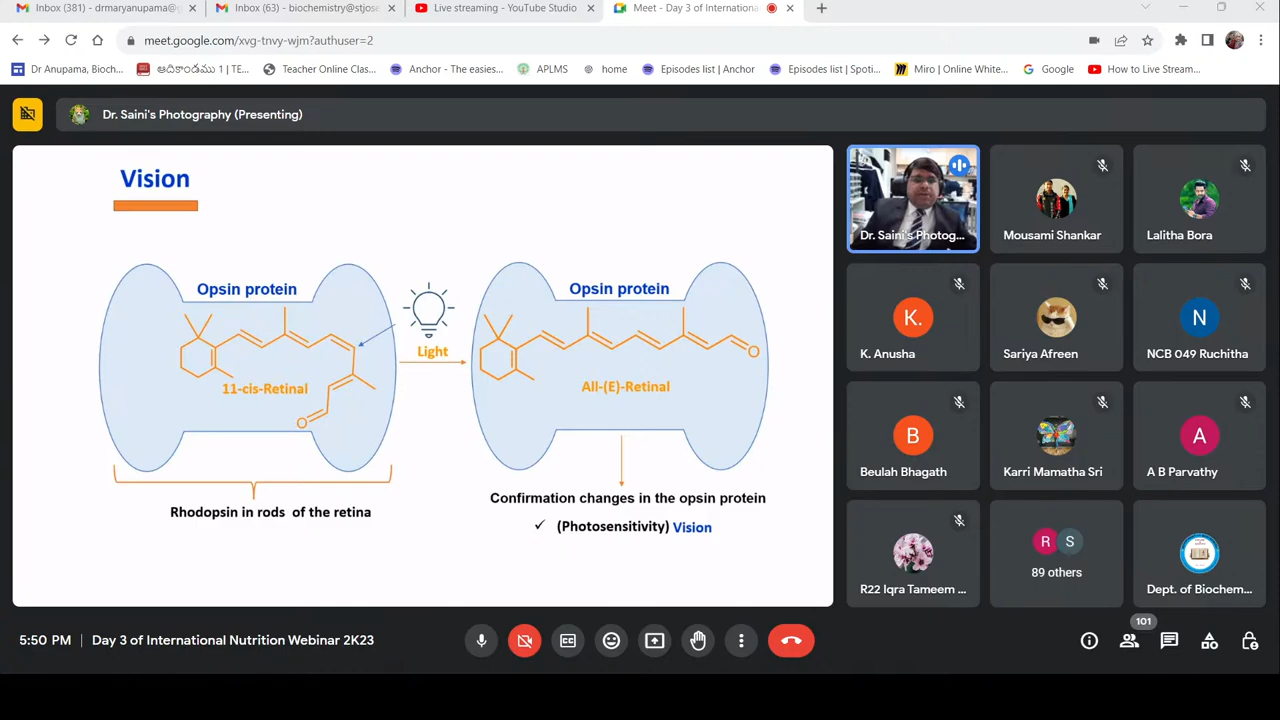 Inbox (381) - drmaryanupama@g
Inbox (63) - biochemistry@stjose
Live streaming - YouTube Studio
Meet - Day 3 of International
meet.google.com/xvg-tnvy-wjm?authuser=2
Dr Anupama, Bioch...
ఆదికాండము 1 | TE...
Teacher Online Clas...
Anchor - The easies...
APLMS
home
Episodes list | Anchor
Episodes list | Spoti...
Miro | Online White...
Google
How to Live Stream...
Dr. Saini's Photography (Presenting)
Vision
Opsin protein
11-cis-Retinal
O
Light
Opsin protein
O
All-(E)-Retinal
Rhodopsin in rods of the retina
Confirmation changes in the opsin protein
✓ (Photosensitivity) Vision
Dr. Saini's Photog...
Mousami Shankar
Lalitha Bora
K.
K. Anusha
Sariya Afreen
N
NCB 049 Ruchitha
B
Beulah Bhagath
Karri Mamatha Sri
A
A B Parvathy
R22 Iqra Tameem ...
R S
89 others
Dept. of Biochem...
5:50 PM | Day 3 of International Nutrition Webinar 2K23
CC
101